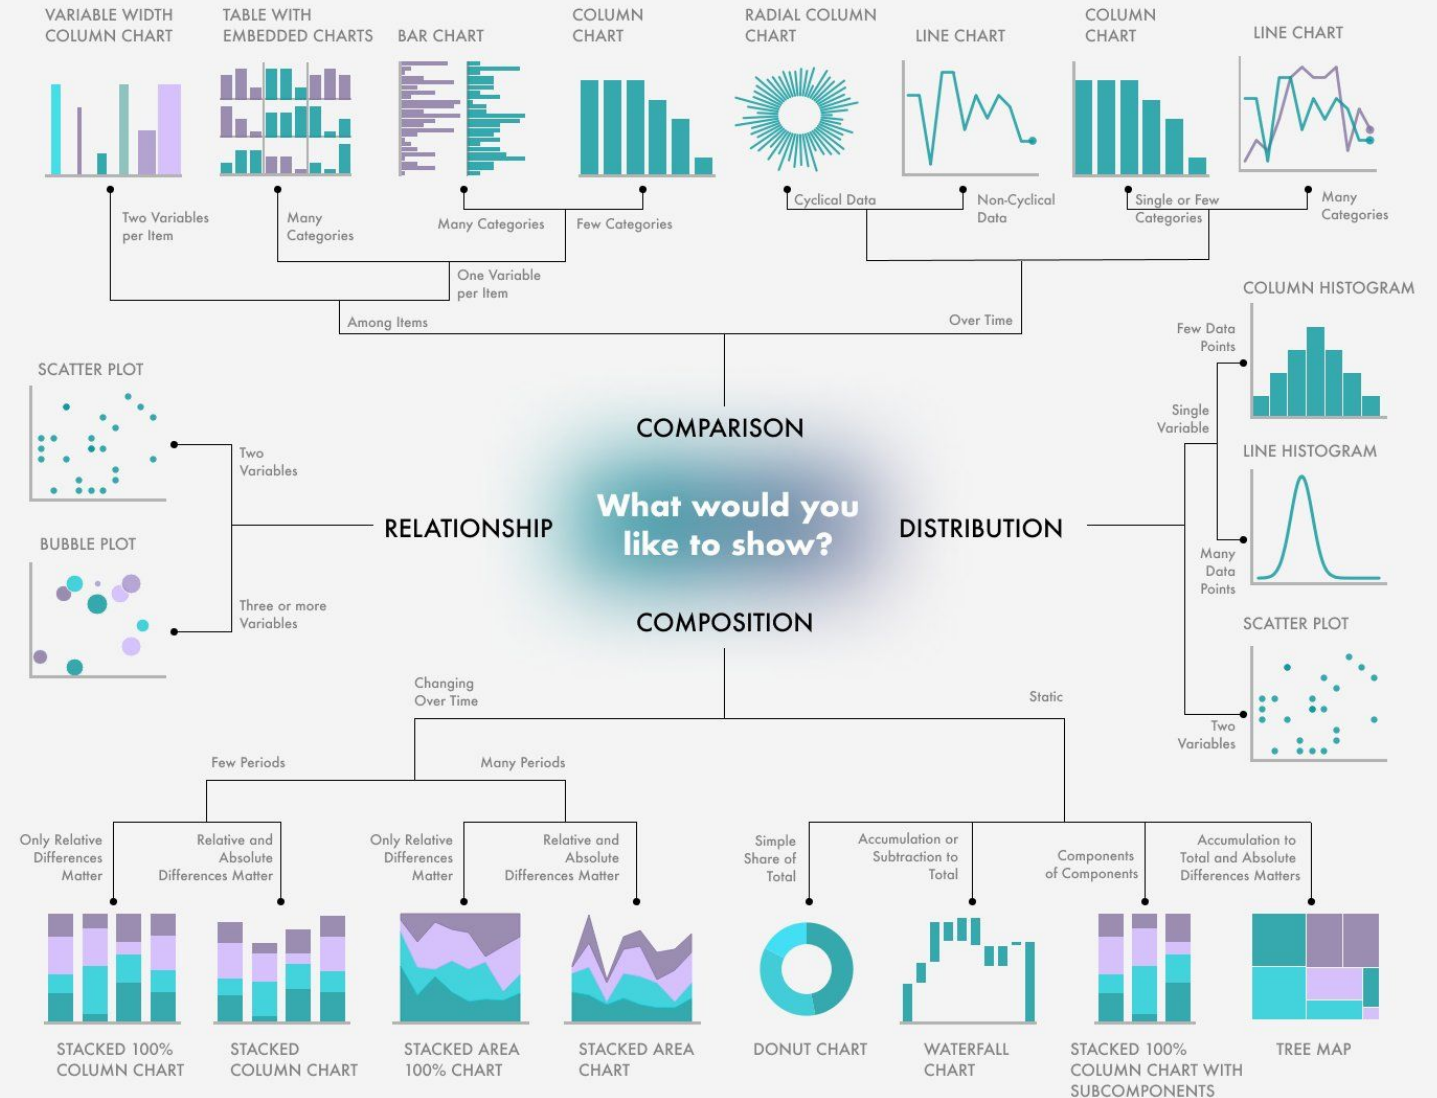 VARIABLE WIDTH
COLUMN CHART
TABLE WITH
EMBEDDED CHARTS
BAR CHART
COLUMN
CHART
RADIAL COLUMN
CHART
LINE CHART
COLUMN
CHART
LINE CHART
Two Variables
per Item
Many
Categories
Many Categories
Few Categories
Cyclical Data
Non-Cyclical
Data
Single or Few
Categories
Many
Categories
One Variable
per Item
Among Items
Over Time
COLUMN HISTOGRAM
Few Data
Points
SCATTER PLOT
Single
Variable
COMPARISON
Two
Variables
LINE HISTOGRAM
What would you
like to show?
RELATIONSHIP
DISTRIBUTION
BUBBLE PLOT
Many
Data
Points
Three or more
Variables
COMPOSITION
SCATTER PLOT
Two
Variables
Changing
Over Time
Static
Few Periods
Many Periods
Only Relative
Differences
Matter
Relative and
Absolute
Differences Matter
Only Relative
Differences
Matter
Relative and
Absolute
Differences Matter
Simple
Share of
Total
Accumulation or
Subtraction to
Total
Components
of Components
Accumulation to
Total and Absolute
Differences Matters
STACKED 100%
COLUMN CHART
STACKED
COLUMN CHART
STACKED AREA
100% CHART
STACKED AREA
CHART
DONUT CHART
WATERFALL
CHART
STACKED 100%
COLUMN CHART WITH
SUBCOMPONENTS
TREE MAP